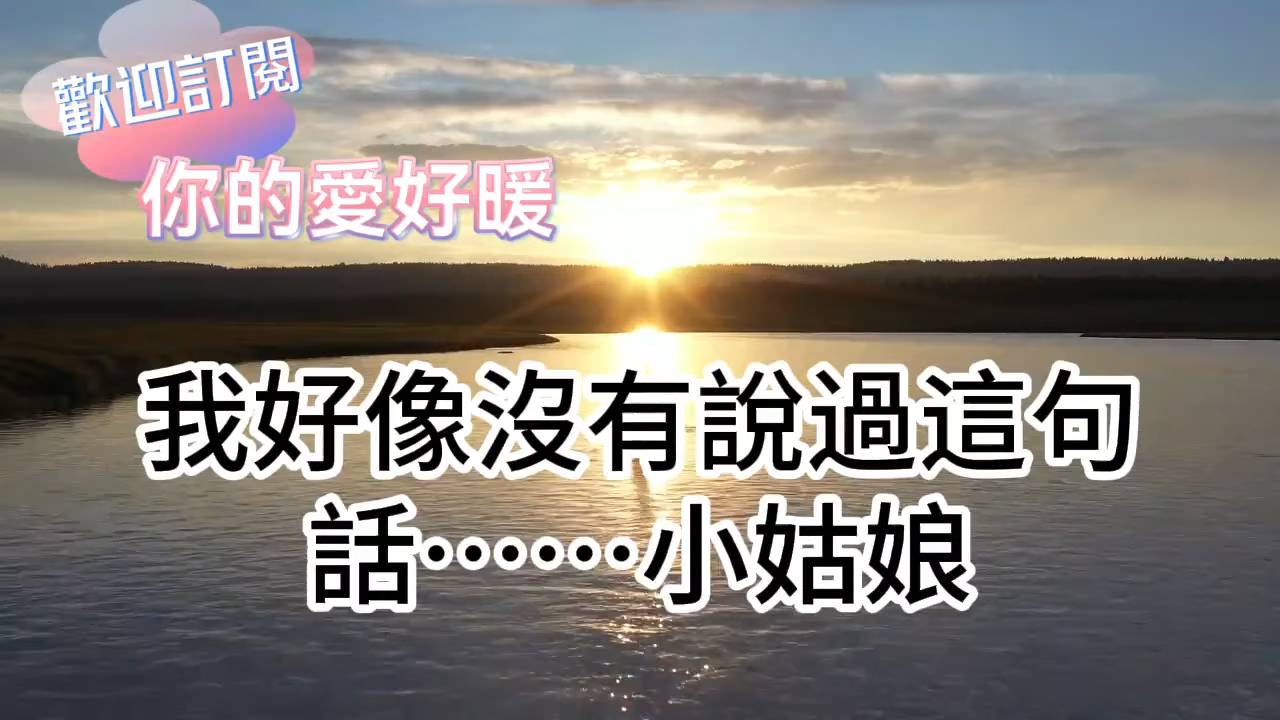 歡迎訂閱
你的愛好暖
我好像沒有說過這句
話……小姑娘